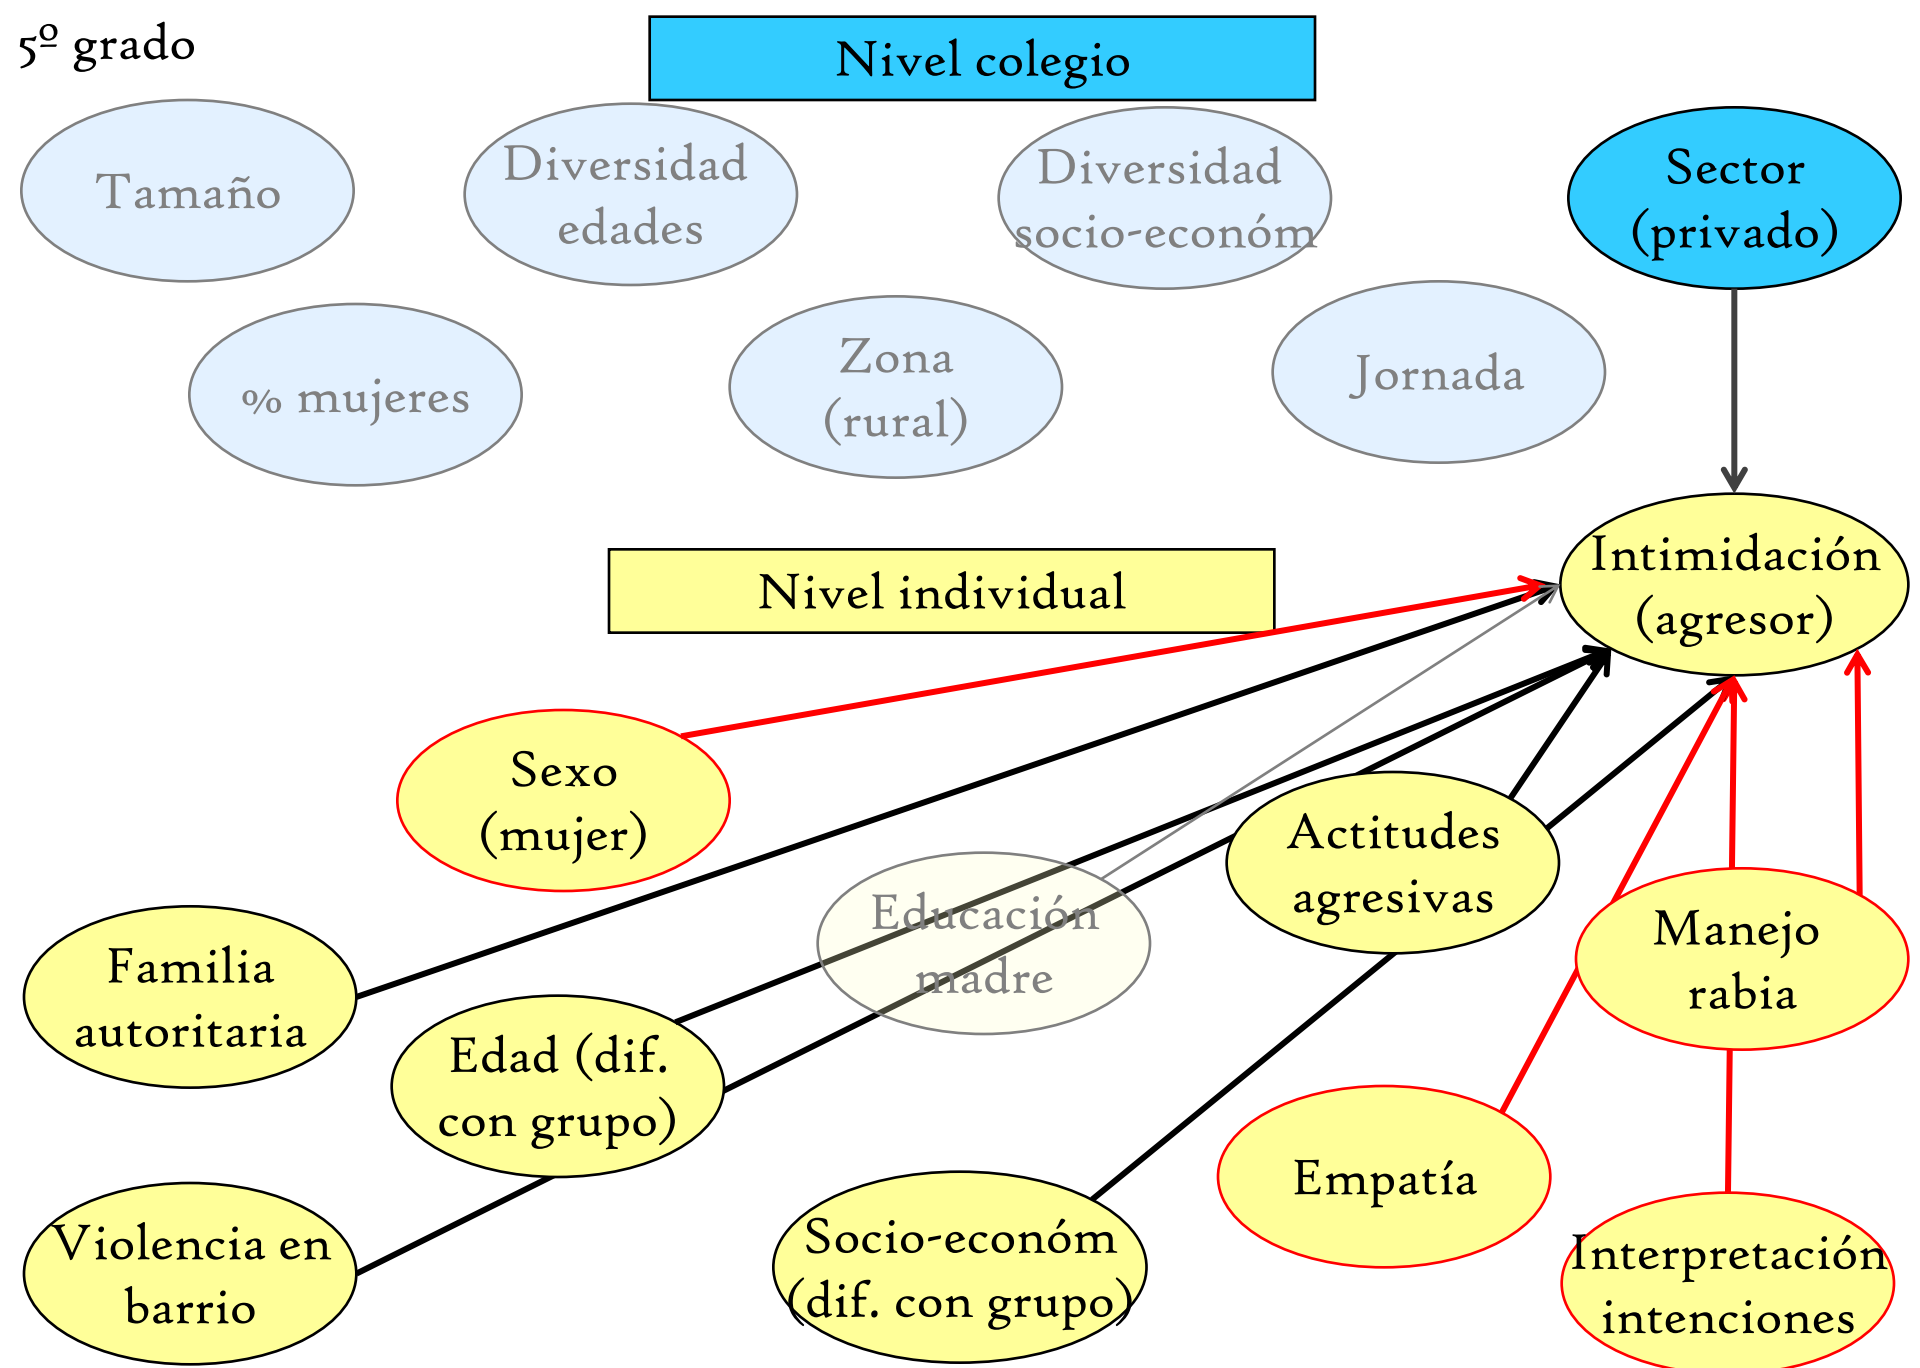 5º grado
Nivel colegio
Tamaño
Diversidad
edades
Diversidad
socio-económ
Sector
(privado)
% mujeres
Zona
(rural)
Jornada
Intimidación
(agresor)
Nivel individual
Sexo
(mujer)
Actitudes
agresivas
Educación
madre
Manejo
rabia
Familia
autoritaria
Edad (dif.
con grupo)
Empatía
Violencia en
barrio
Socio-económ
(dif. con grupo)
Interpretación
intenciones